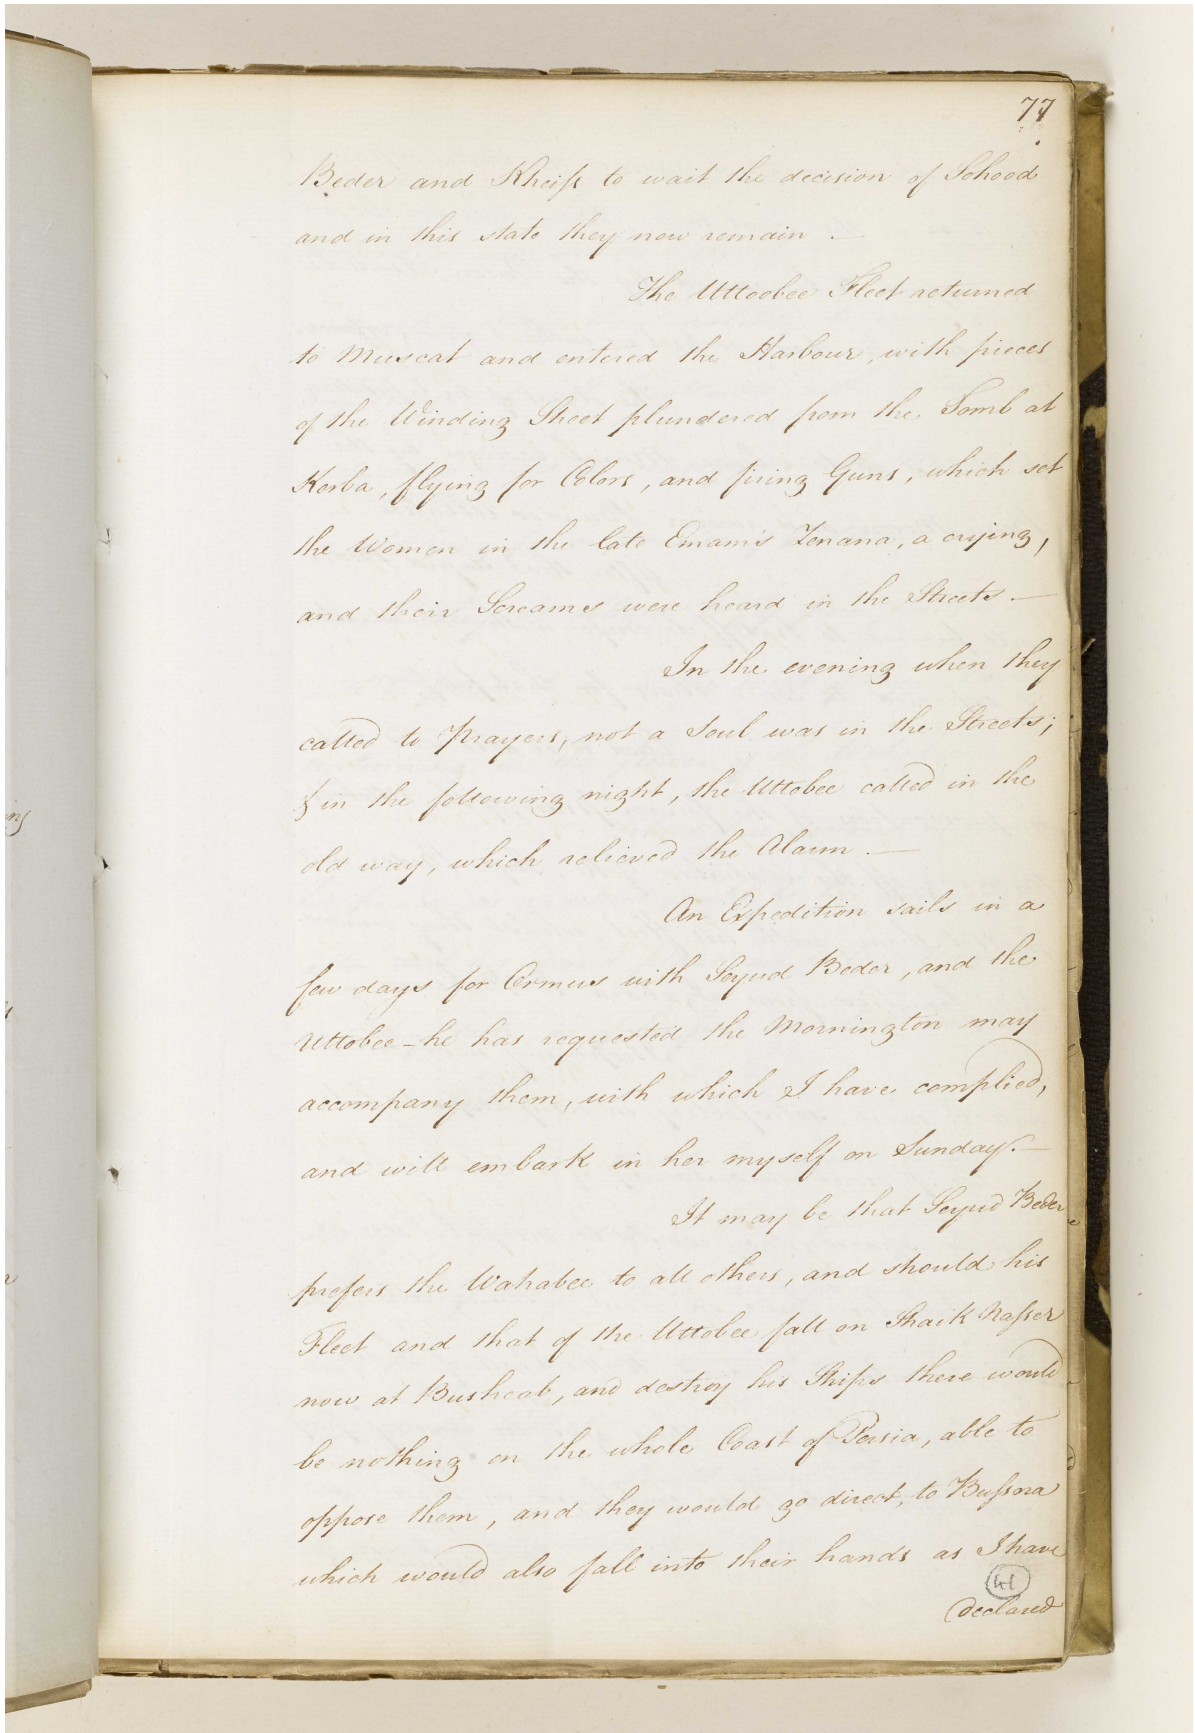 77
Beder and Kheiss to wait the decision of Sohood
and in this state they now remain . —
The Uttoobee Fleet returned
to Muscat and entered the Harbour, with pieces
of the Winding Sheet plundered from the Tomb at
Kerba, flying for Colors, and firing Guns, which set
the Women in the late Emam's Zenana, a crying,
and their Screams were heard in the Streets. —
In the evening when they
called to Prayers, not a Soul was in the Streets;
& in the following night, the Uttobee called in the
old way, which relieved the Alarm . —
An Expedition sails in a
few days for Ormus with Seyud Beder, and the
Uttobee – he has requested the Mornington may
accompany them, with which I have complied,
and will embark in her myself on Sunday. —
It may be that Seyud Beder
prefers the Wahabee to all others, and should his
Fleet and that of the Uttobee fall on Shaik Nasser
now at Busheab, and destroy his Ships there would
be nothing on the whole Coast of Persia, able to
oppose them, and they would go direct, to Bussra
which would also fall into their hands as I have
41
declared